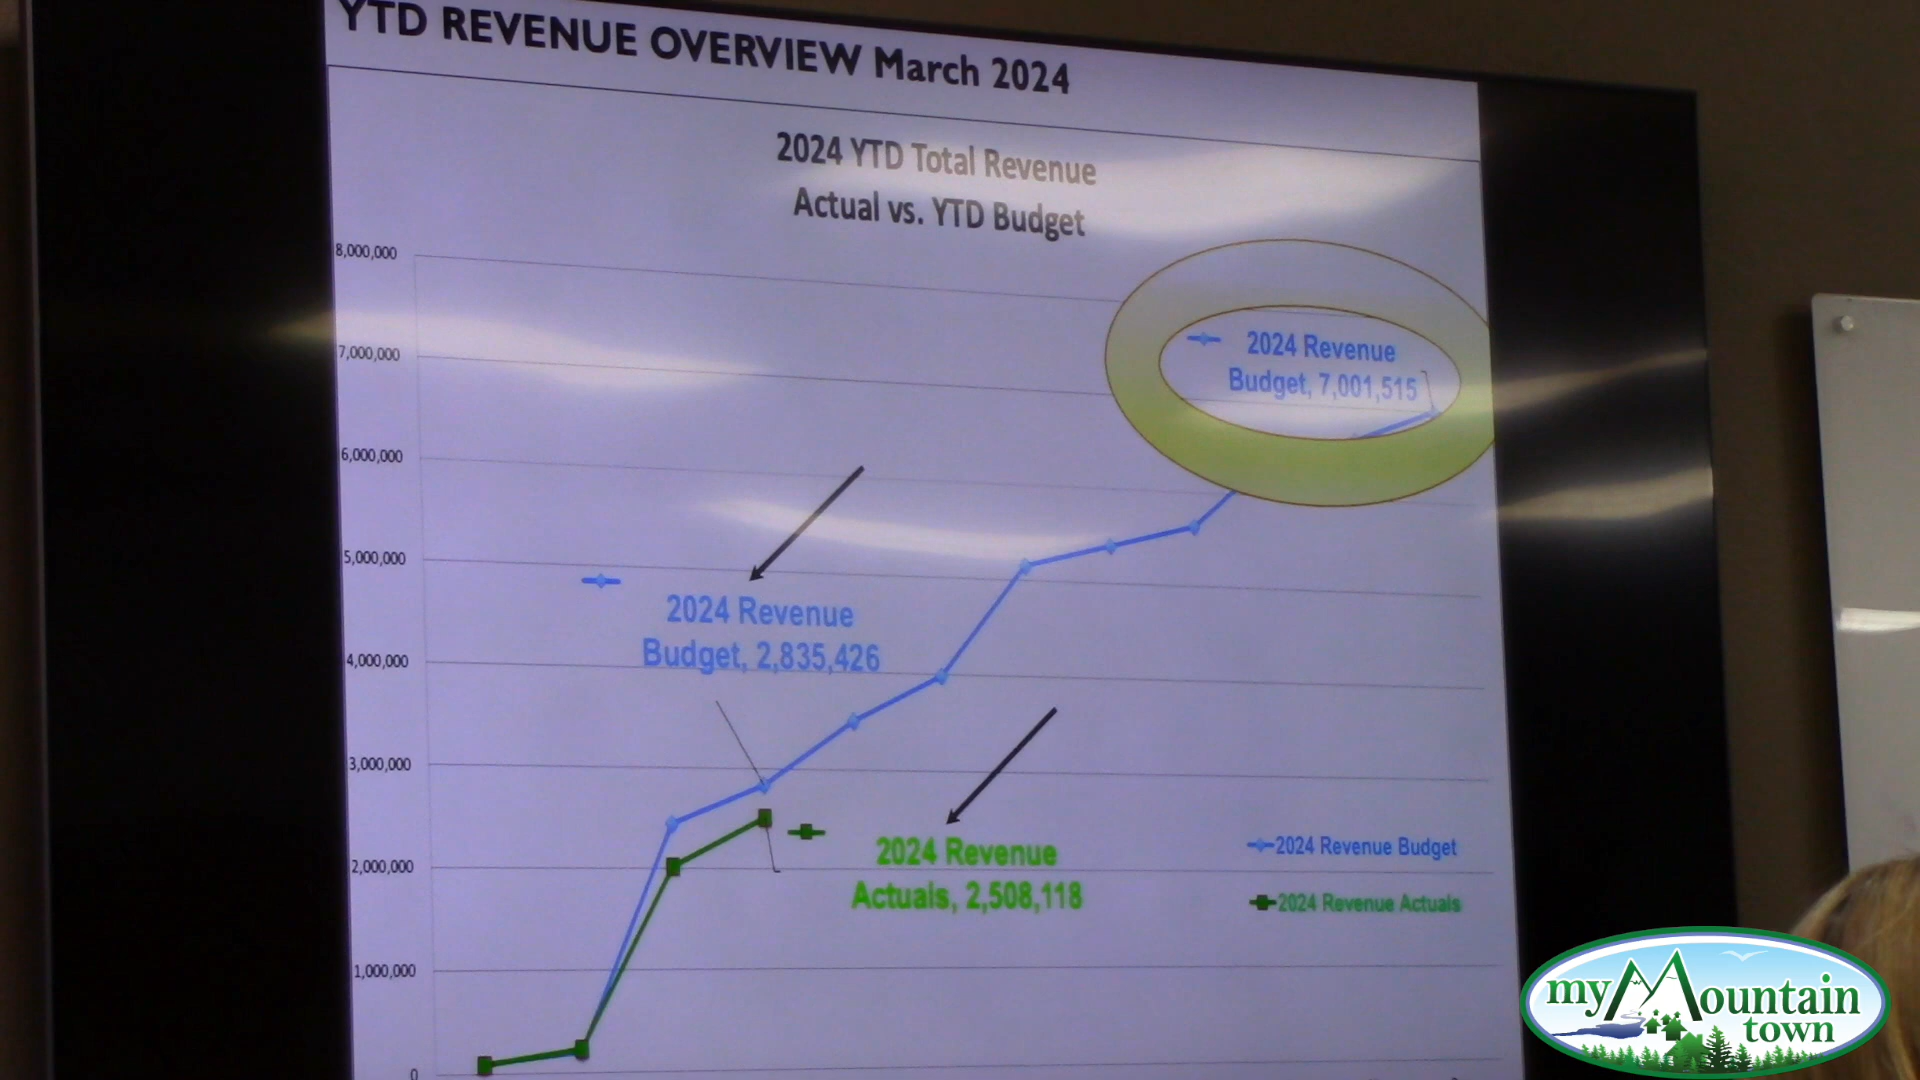 YTD REVENUE OVERVIEW March 2024
2024 YTD Total Revenue
Actual vs. YTD Budget
8,000,000
7,000,000
6,000,000
5,000,000
4,000,000
3,000,000
2,000,000
1,000,000
0
2024 Revenue
Budget, 7,001,515
2024 Revenue
Budget, 2,835,426
2024 Revenue
Actuals, 2,508,118
2024 Revenue Budget
2024 Revenue Actuals
my Mountain
town